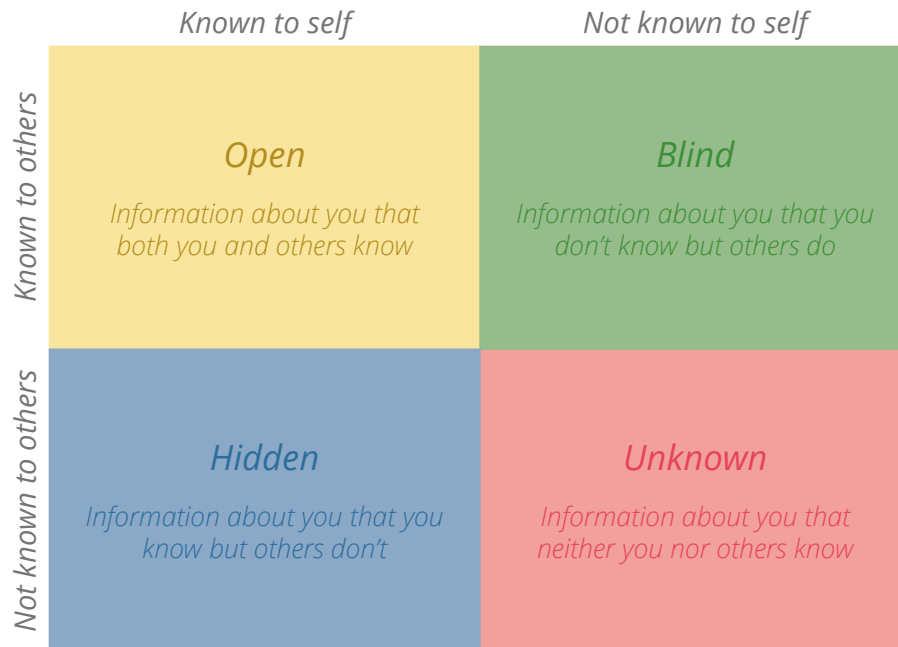 Known to self
Not known to self
Known to others
Open
Information about you that
both you and others know
Blind
Information about you that you
don't know but others do
Not known to others
Hidden
Information about you that you
know but others don't
Unknown
Information about you that
neither you nor others know